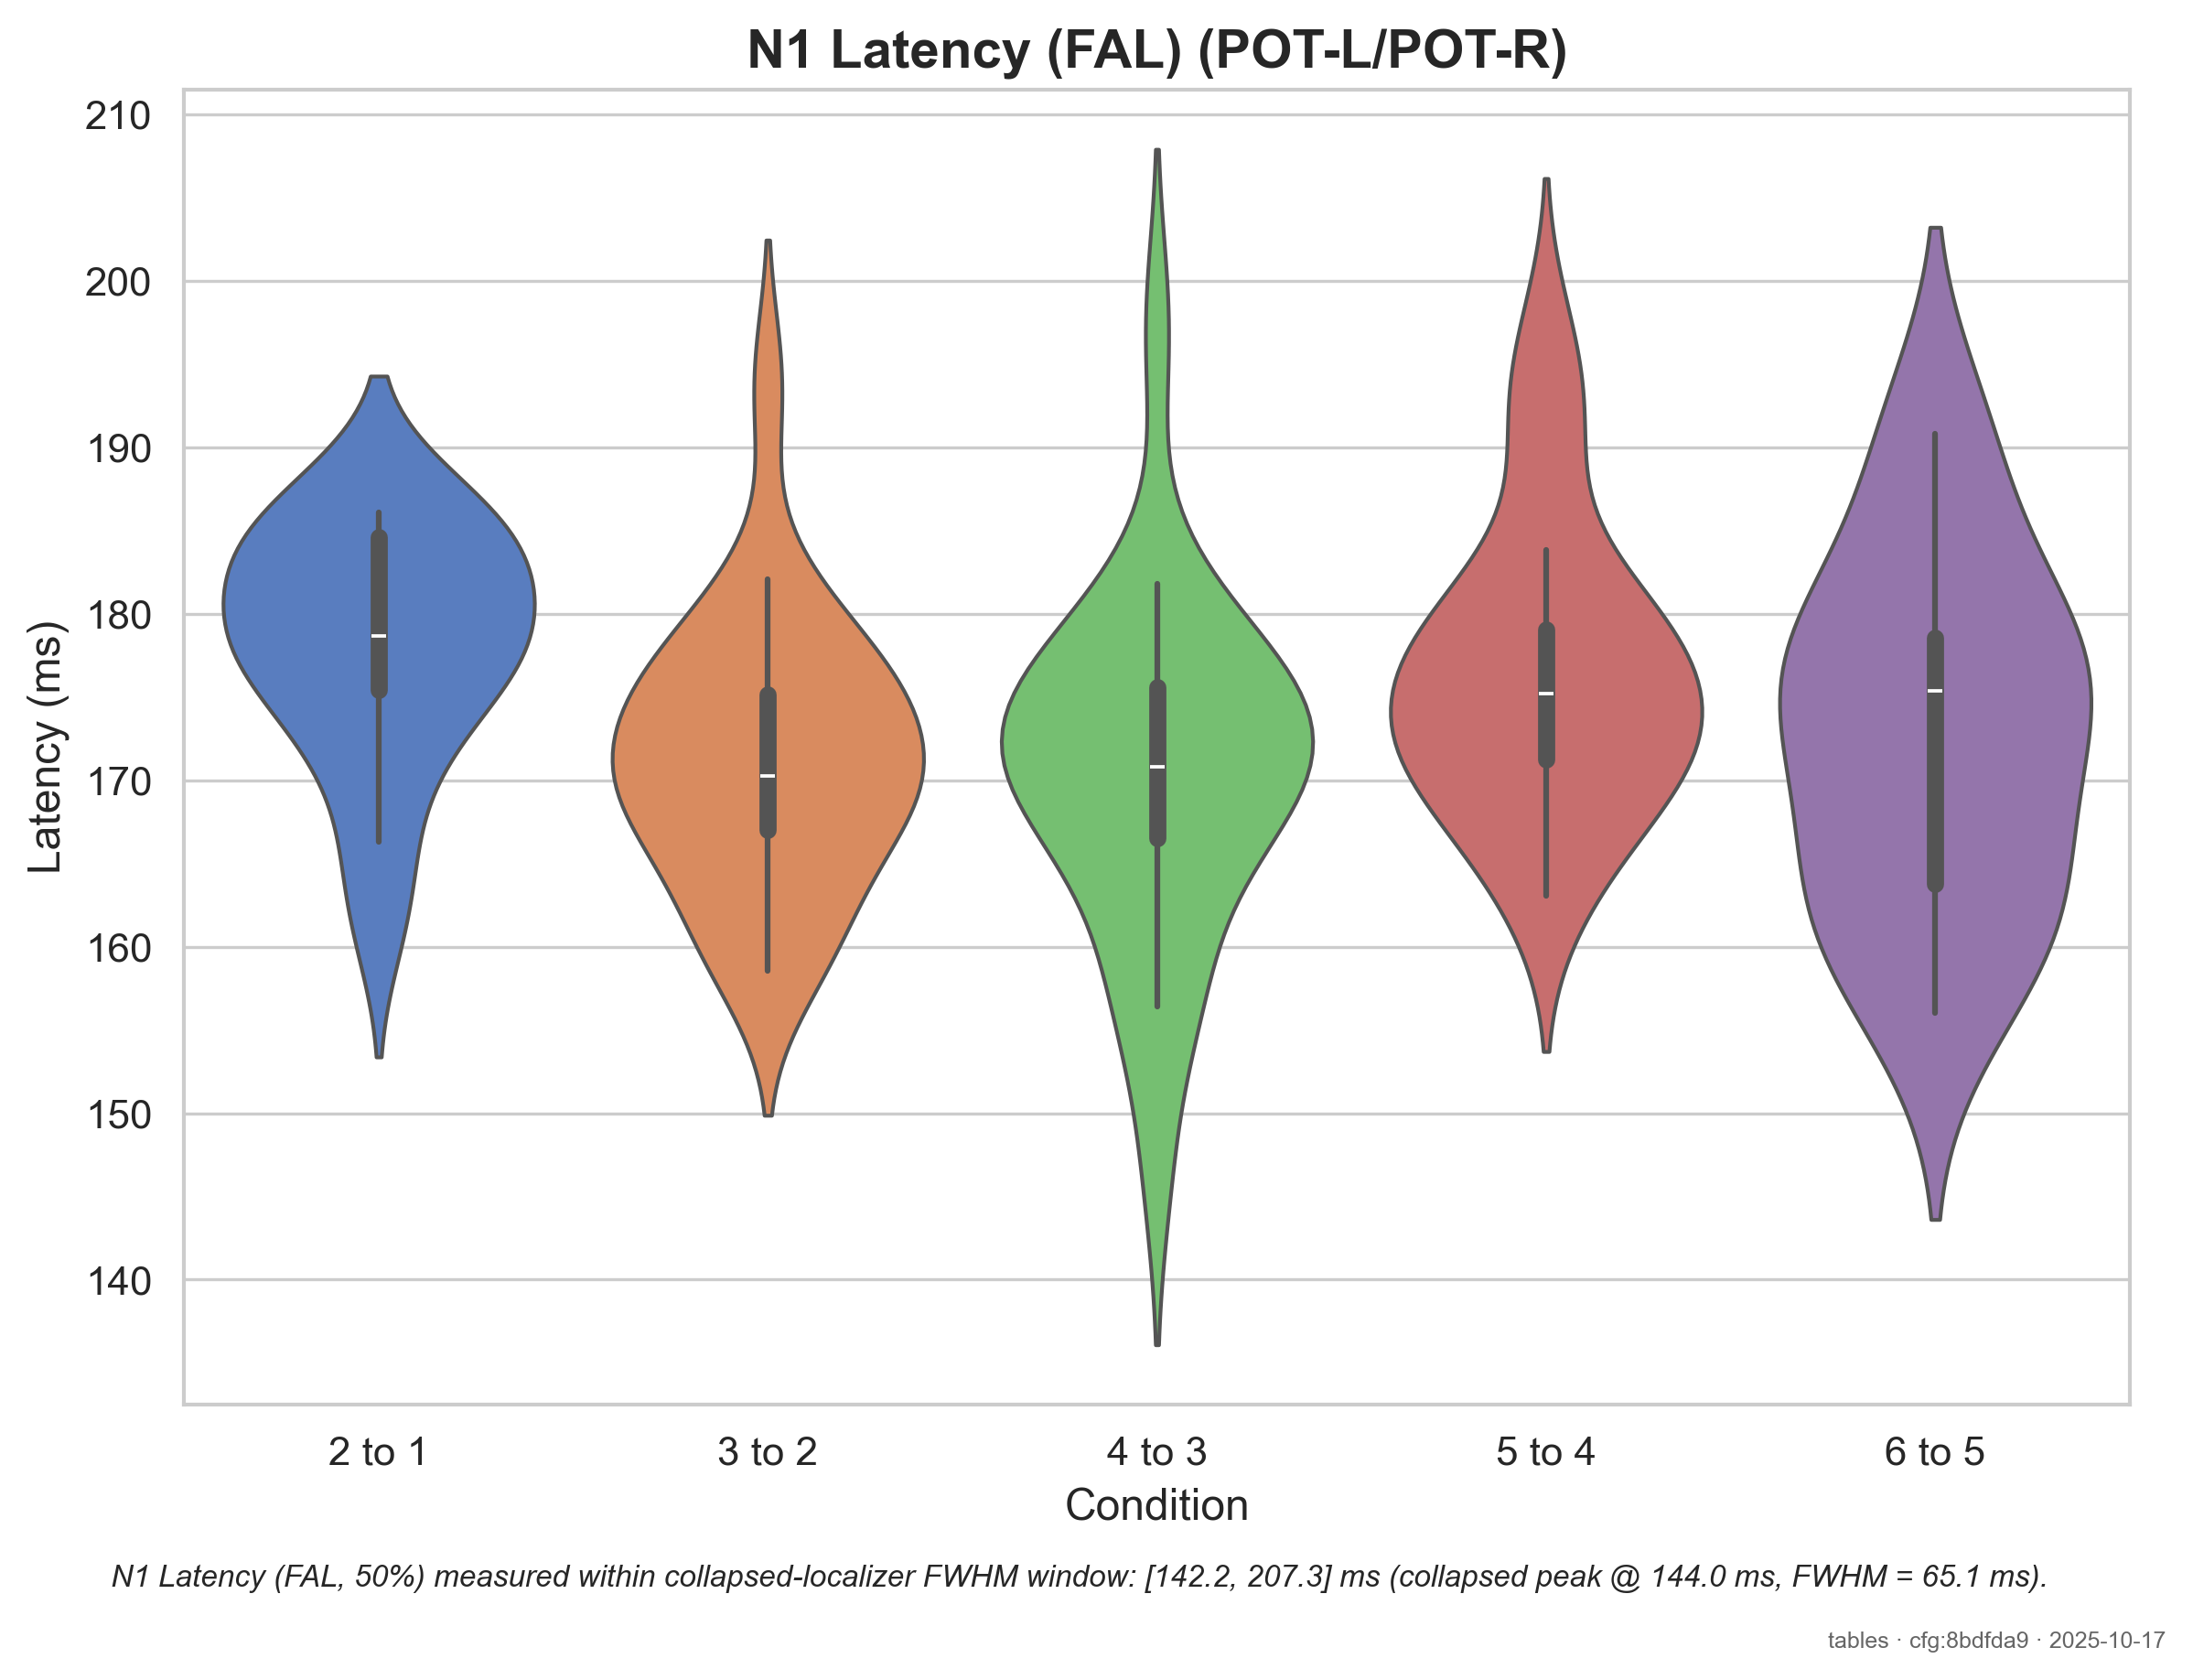 N1 Latency (FAL) (POT-L/POT-R)
210
200
190
180
170
160
150
140
Latency (ms)
2 to 1
3 to 2
4 to 3
5 to 4
6 to 5
Condition
N1 Latency (FAL, 50%) measured within collapsed-localizer FWHM window: [142.2, 207.3] ms (collapsed peak @ 144.0 ms, FWHM = 65.1 ms).
tables · cfg:8bdfda9 · 2025-10-17